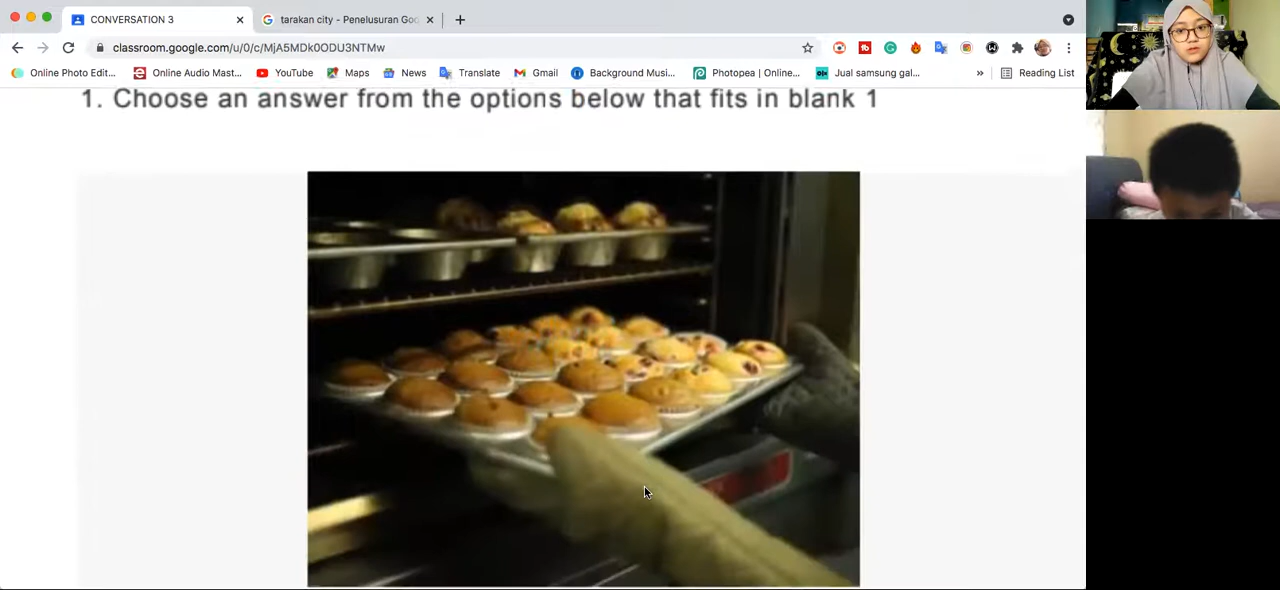 CONVERSATION 3
tarakan city - Penelusuran Goo
classroom.google.com/u/0/c/MjA5MDk0ODU3NTMw
Online Photo Edit... Online Audio Mast... YouTube Maps News Translate Gmail Background Musi... Photopea | Online... Jual samsung gal... » Reading List
1. Choose an answer from the options below that fits in blank 1